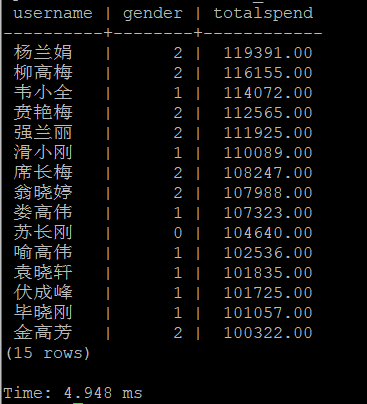 username | gender | totalspend
----------+--------+------------
杨兰娟 | 2 | 119391.00
柳高梅 | 2 | 116155.00
韦小全 | 1 | 114072.00
贲艳梅 | 2 | 112565.00
强兰丽 | 2 | 111925.00
滑小刚 | 1 | 110089.00
席长梅 | 2 | 108247.00
翁晓婷 | 2 | 107988.00
娄高伟 | 1 | 107323.00
苏长刚 | 0 | 104640.00
喻高伟 | 1 | 102536.00
袁晓轩 | 1 | 101835.00
伏成峰 | 1 | 101725.00
毕晓刚 | 1 | 101057.00
金高芳 | 2 | 100322.00
(15 rows)
Time: 4.948 ms